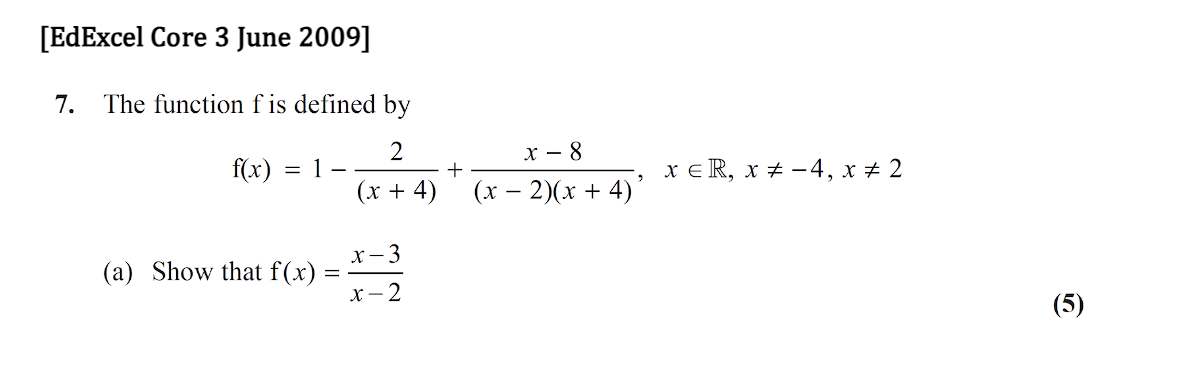 [EdExcel Core 3 June 2009]
7. The function f is defined by
f(x) = 1 − 2/(x + 4) + (x − 8)/((x − 2)(x + 4)), x ∈ ℝ, x ≠ −4, x ≠ 2
(a) Show that f(x) = (x − 3)/(x − 2)
(5)